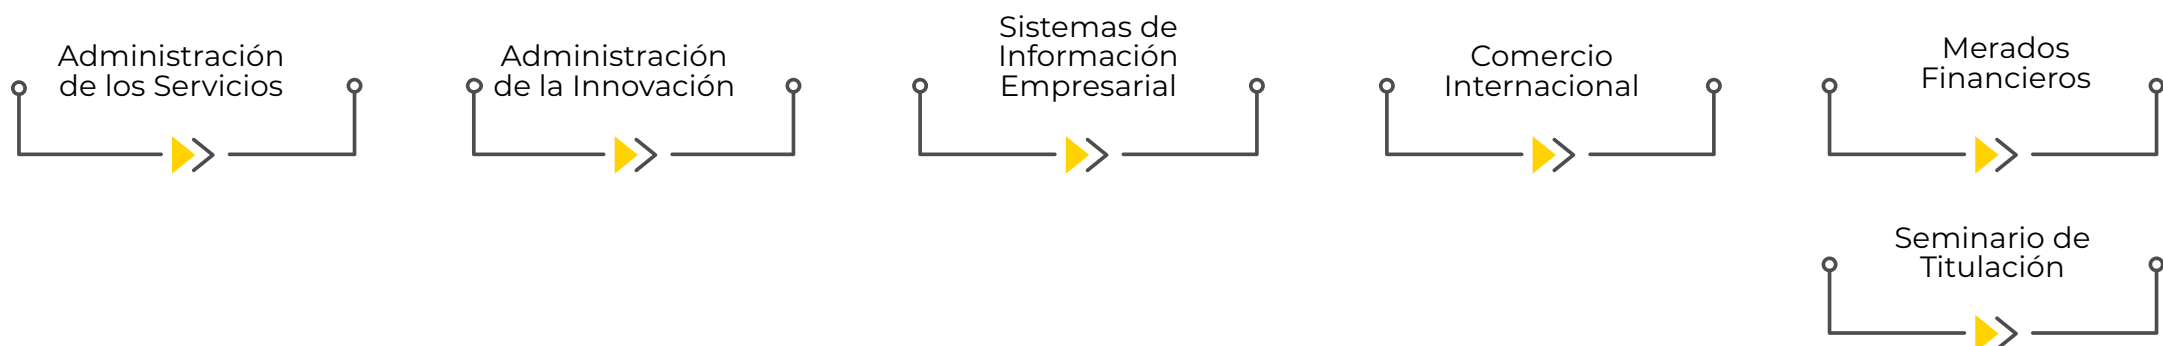 Administración
de los Servicios
Administración
de la Innovación
Sistemas de
Información
Empresarial
Comercio
Internacional
Merados
Financieros
Seminario de
Titulación